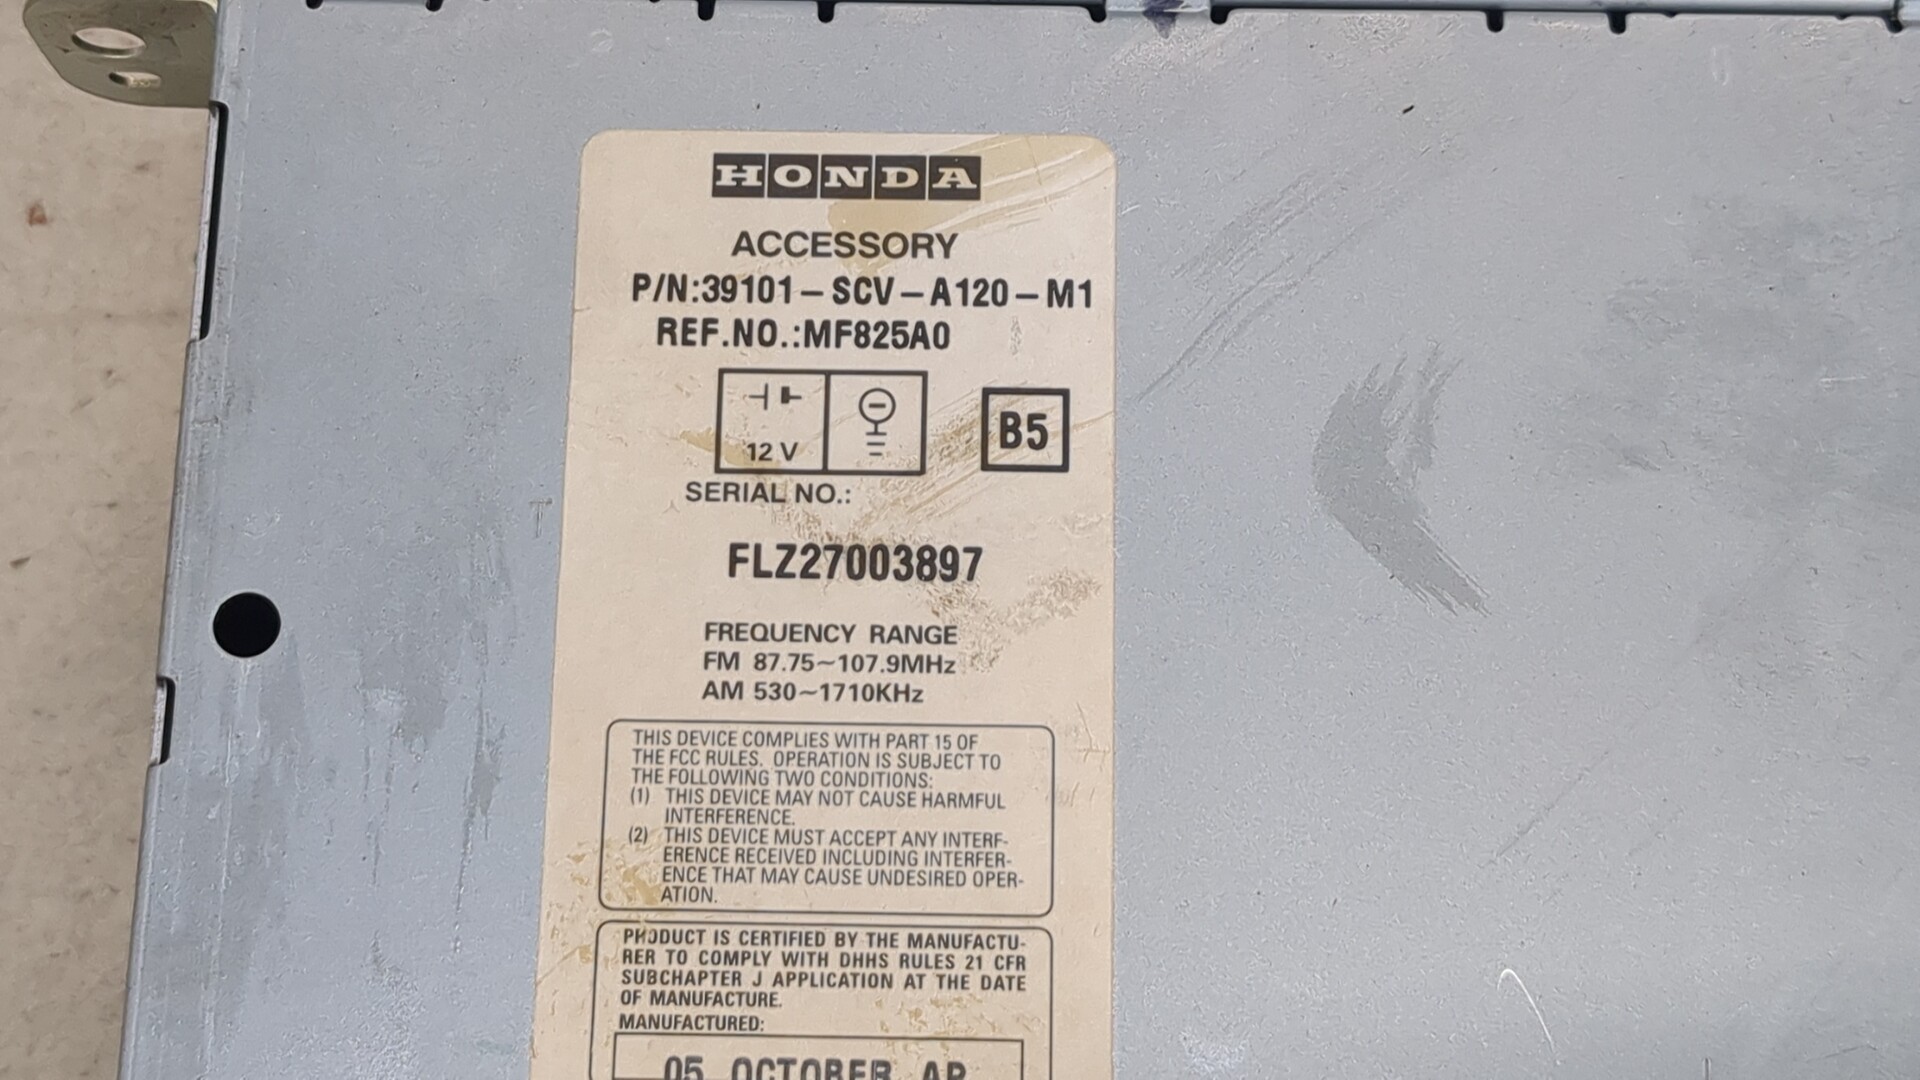 HONDA
ACCESSORY
P/N:39101-SCV-A120-M1
REF.NO.:MF825A0
12 V
B5
SERIAL NO.:
FLZ27003897
FREQUENCY RANGE
FM 87.75~107.9MHz
AM 530~1710KHz
THIS DEVICE COMPLIES WITH PART 15 OF
THE FCC RULES. OPERATION IS SUBJECT TO
THE FOLLOWING TWO CONDITIONS:
(1) THIS DEVICE MAY NOT CAUSE HARMFUL
INTERFERENCE.
(2) THIS DEVICE MUST ACCEPT ANY INTERF-
ERENCE RECEIVED INCLUDING INTERFER-
ENCE THAT MAY CAUSE UNDESIRED OPER-
ATION.
PRODUCT IS CERTIFIED BY THE MANUFACTU-
RER TO COMPLY WITH DHHS RULES 21 CFR
SUBCHAPTER J APPLICATION AT THE DATE
OF MANUFACTURE.
MANUFACTURED:
05 OCTOBER AP